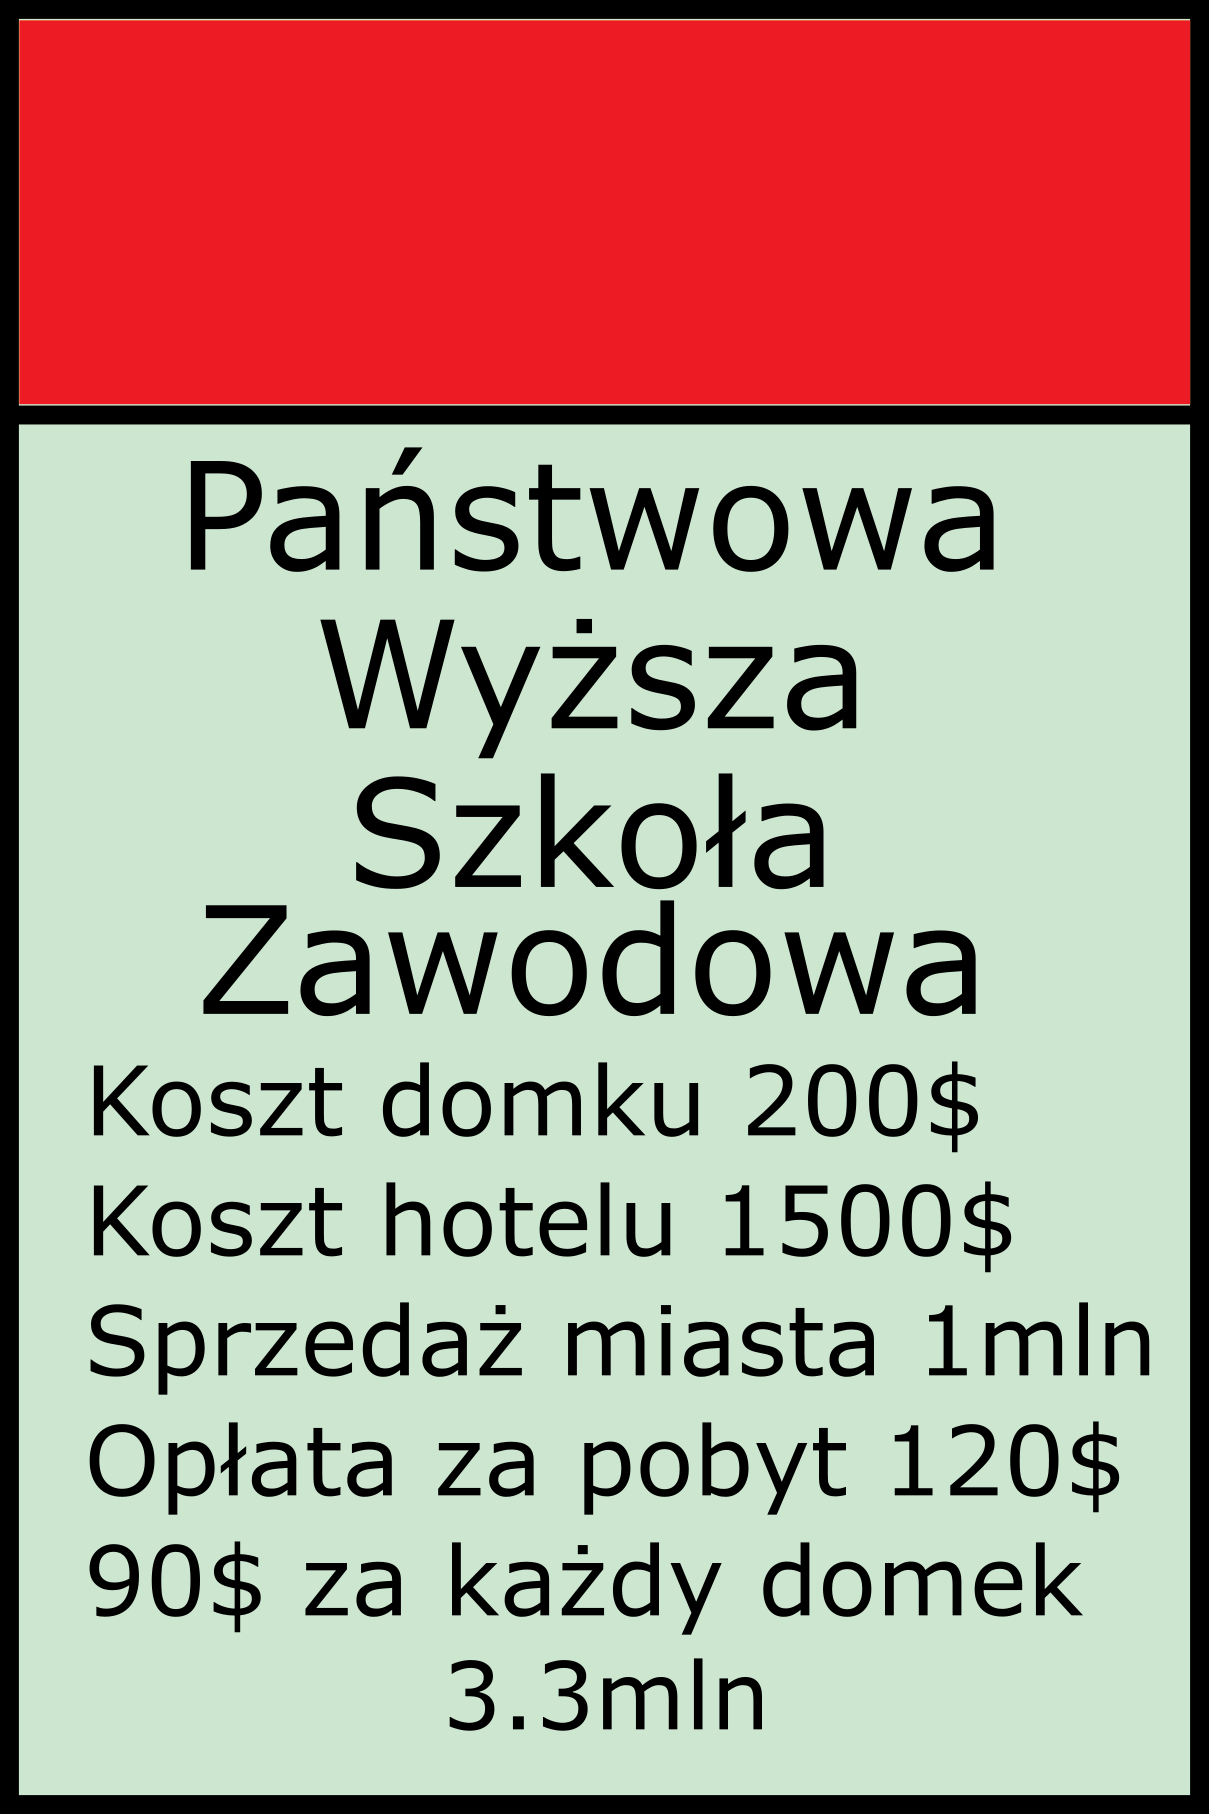 Państwowa
Wyższa
Szkoła
Zawodowa
Koszt domku 200$
Koszt hotelu 1500$
Sprzedaż miasta 1mln
Opłata za pobyt 120$
90$ za każdy domek
3.3mln